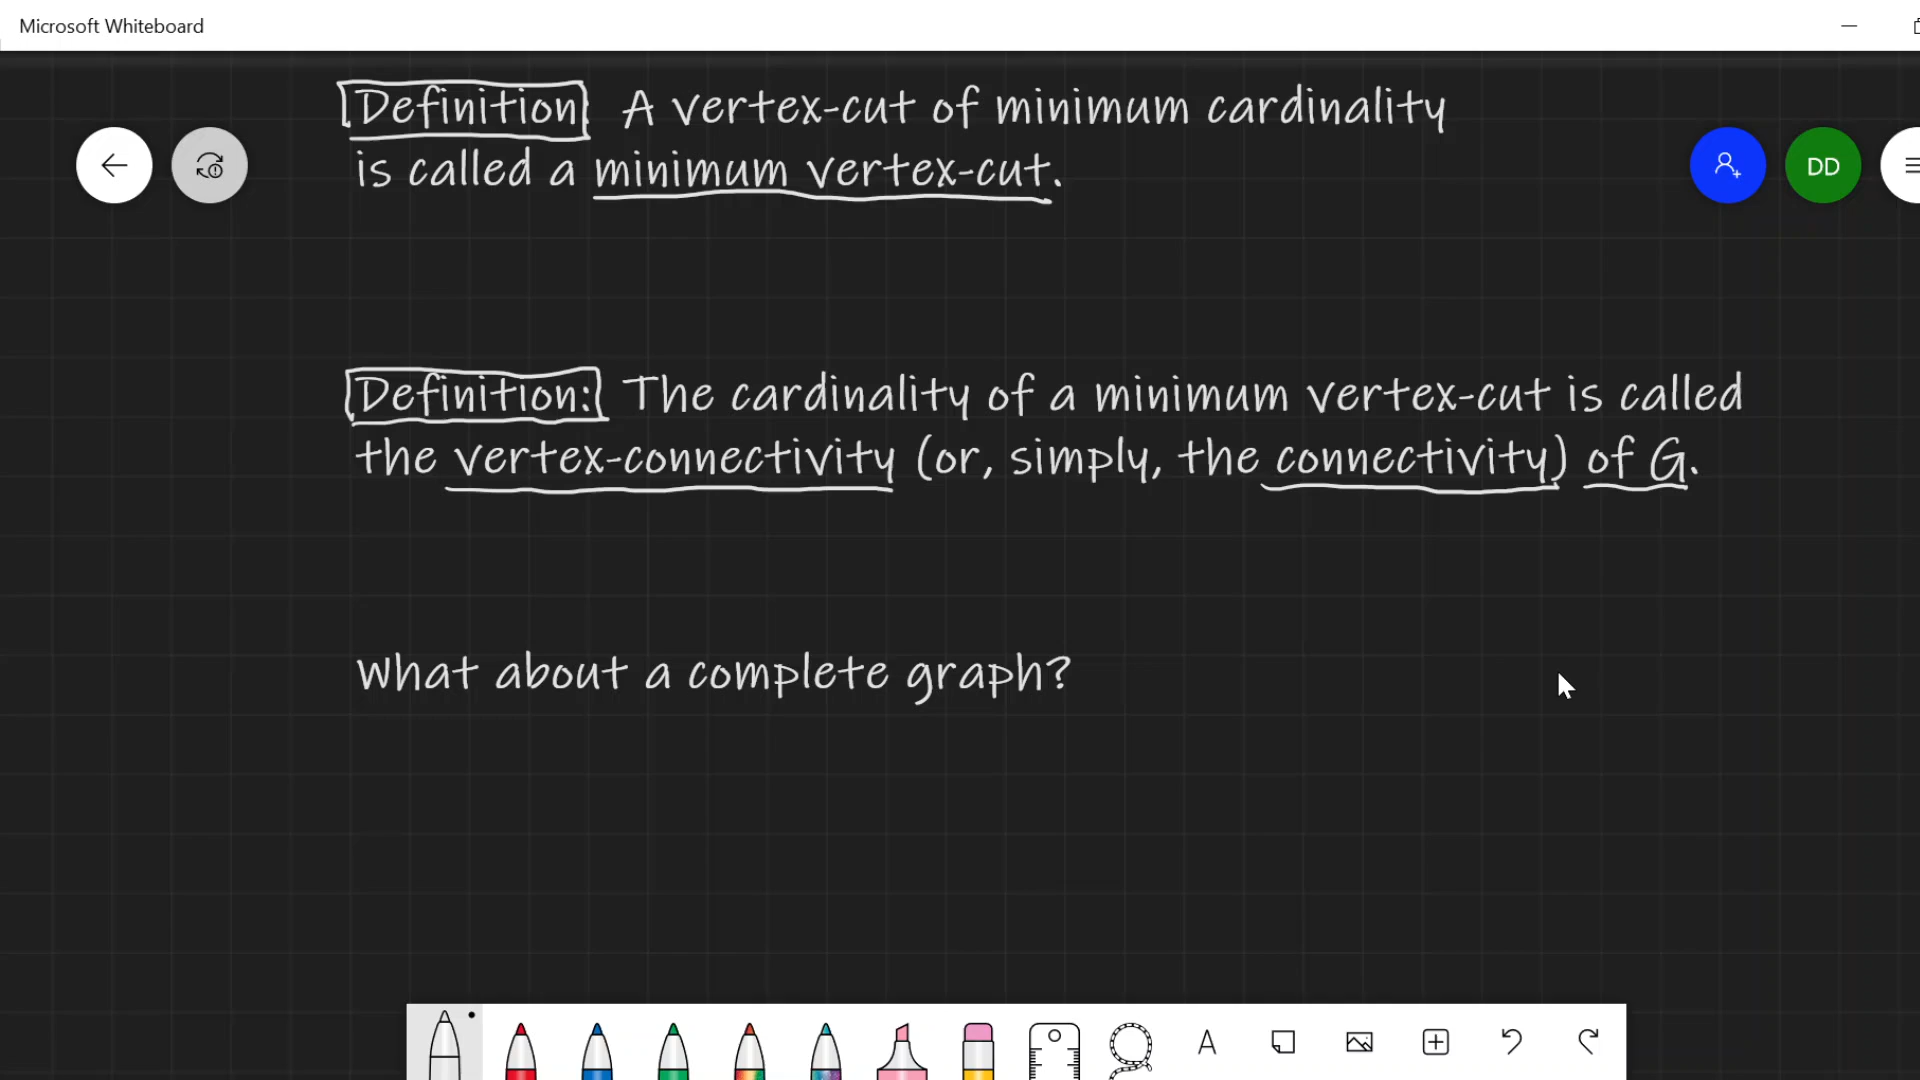 Microsoft Whiteboard
Definition: A vertex-cut of minimum cardinality
is called a minimum vertex-cut.
DD
Definition: The cardinality of a minimum vertex-cut is called
the vertex-connectivity (or, simply, the connectivity) of G.
What about a complete graph?
A